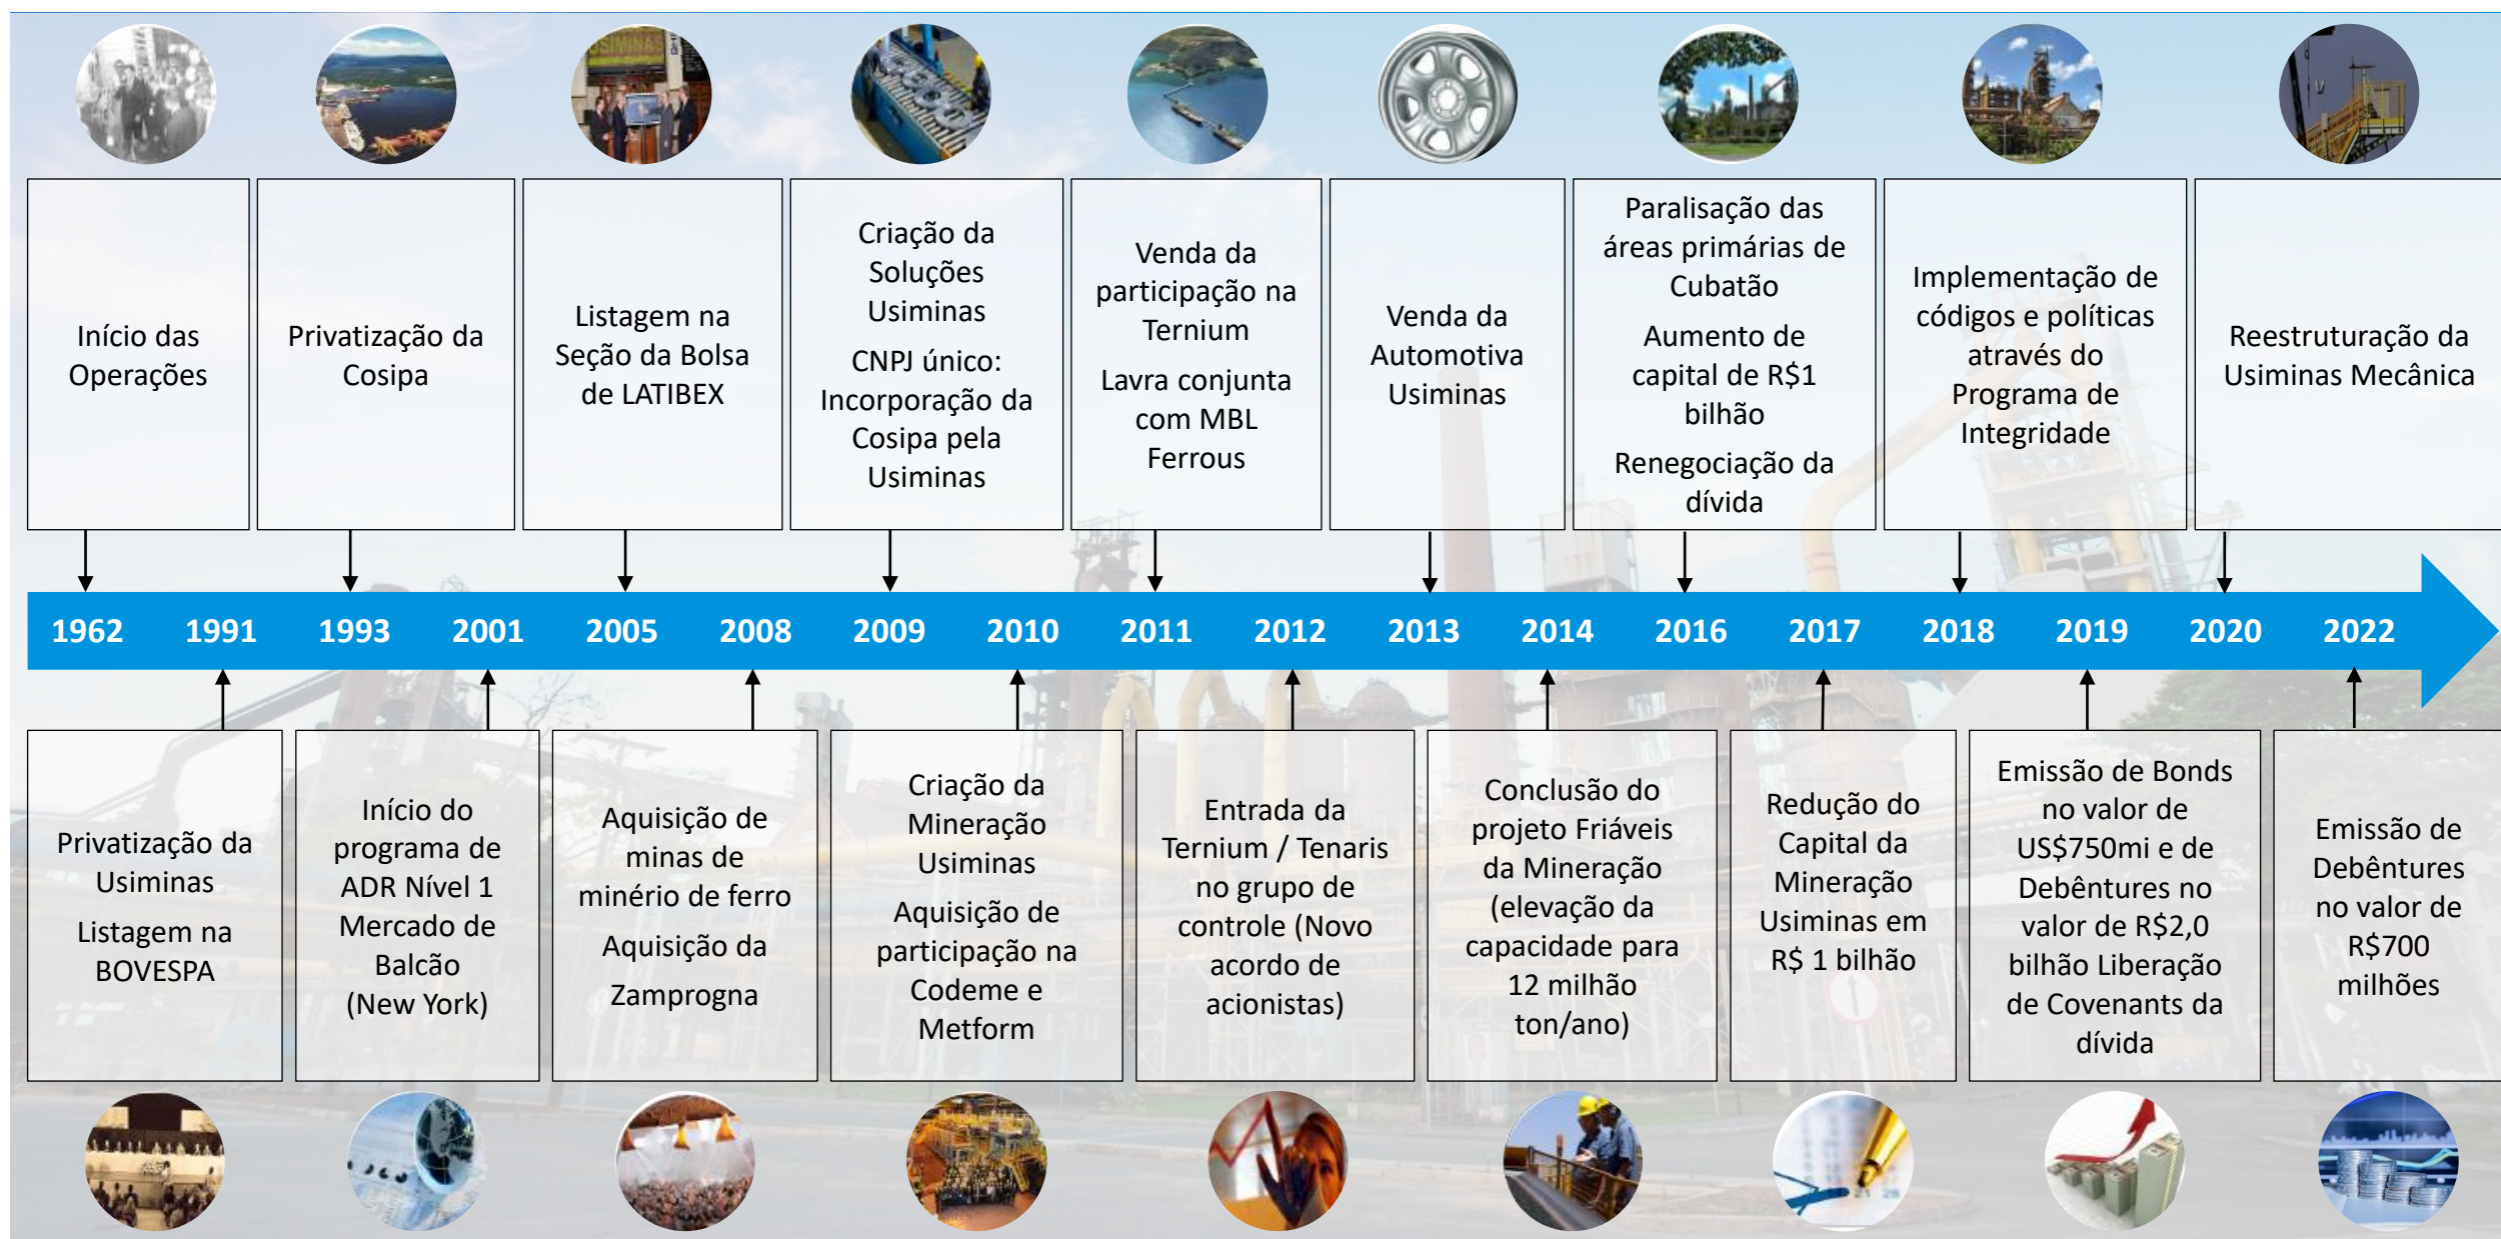 Início das
Operações
Privatização da
Cosipa
Listagem na
Seção da Bolsa
de LATIBEX
Criação da
Soluções
Usiminas
CNPJ único:
Incorporação da
Cosipa pela
Usiminas
Venda da
participação na
Ternium
Lavra conjunta
com MBL
Ferrous
Venda da
Automotiva
Usiminas
Paralisação das
áreas primárias de
Cubatão
Aumento de
capital de R$1
bilhão
Renegociação da
dívida
Implementação de
códigos e políticas
através do
Programa de
Integridade
Reestruturação da
Usiminas Mecânica
1962 1991 1993 2001 2005 2008 2009 2010 2011 2012 2013 2014 2016 2017 2018 2019 2020 2022
Privatização da
Usiminas
Listagem na
BOVESPA
Início do
programa de
ADR Nível 1
Mercado de
Balcão
(New York)
Aquisição de
minas de
minério de ferro
Aquisição da
Zamprogna
Criação da
Mineração
Usiminas
Aquisição de
participação na
Codeme e
Metform
Entrada da
Ternium / Tenaris
no grupo de
controle (Novo
acordo de
acionistas)
Conclusão do
projeto Friáveis
da Mineração
(elevação da
capacidade para
12 milhão
ton/ano)
Redução do
Capital da
Mineração
Usiminas em
R$ 1 bilhão
Emissão de Bonds
no valor de
US$750mi e de
Debêntures no
valor de R$2,0
bilhão Liberação
de Covenants da
dívida
Emissão de
Debêntures
no valor de
R$700
milhões